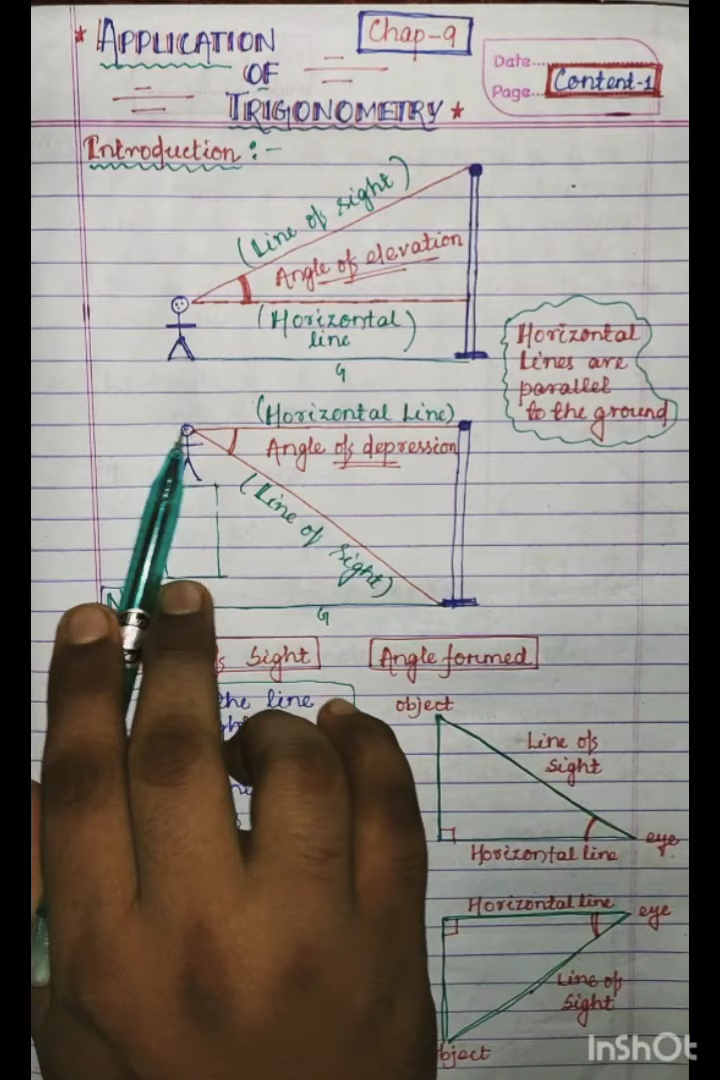 ★ APPLICATION
OF
TRIGONOMETRY ★
Chap-9
Date....
Page....
Content-1
Introduction :-
(Line of sight)
Angle of elevation
(Horizontal
line)
G
Horizontal
Lines are
parallel
to the ground
(Horizontal Line)
Angle of depression
(Line of sight)
G
Sight
the line
Angle formed
object
Line of
sight
eye
Horizontal line
Horizontal line
eye
Line of
sight
bject
InShOt